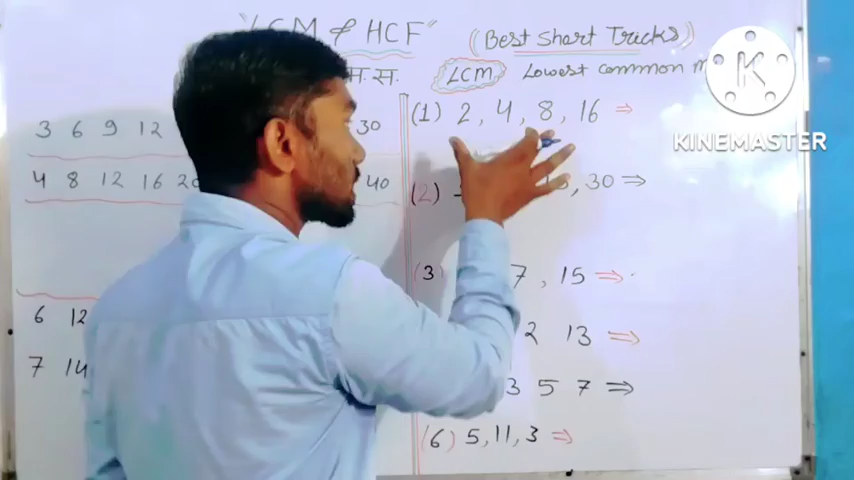 "LCM & HCF"
(Best Short Tricks)
म.स.
LCM Lowest common
K
KINEMASTER
3 6 9 12 30
4 8 12 16 20 40
6 12
7 14
(1) 2, 4, 8, 16 ⇒
(2) , 30 ⇒
(3) 7, 15 ⇒
2 13 ⇒
3 5 7 ⇒
(6) 5, 11, 3 ⇒